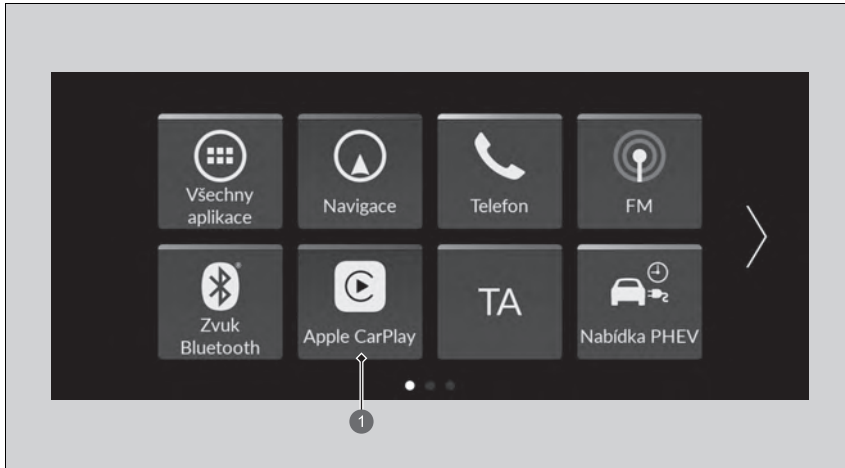 Všechny
aplikace
Navigace
Telefon
FM
Zvuk
Bluetooth
Apple CarPlay
TA
Nabídka PHEV
1